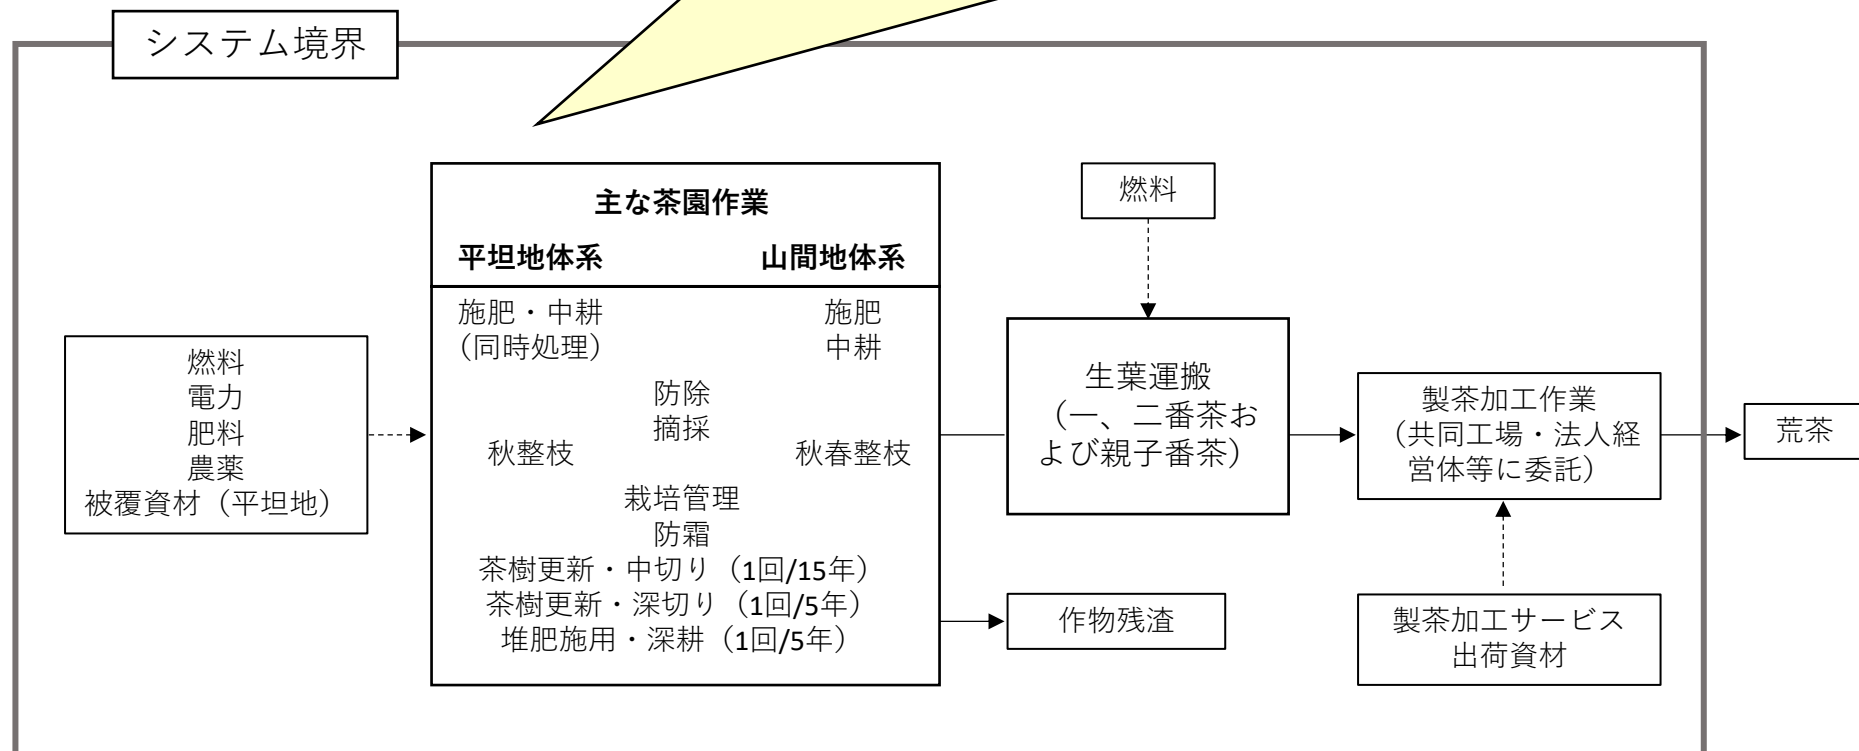 システム境界
燃料
電力
肥料
農薬
被覆資材（平坦地）
主な茶園作業
平坦地体系
山間地体系
施肥・中耕
（同時処理）
施肥
中耕
防除
摘採
秋整枝
秋春整枝
栽培管理
防霜
茶樹更新・中切り（1回/15年）
茶樹更新・深切り（1回/5年）
堆肥施用・深耕（1回/5年）
燃料
生葉運搬
（一、二番茶お
よび親子番茶）
作物残渣
製茶加工作業
（共同工場・法人経
営体等に委託）
製茶加工サービス
出荷資材
荒茶